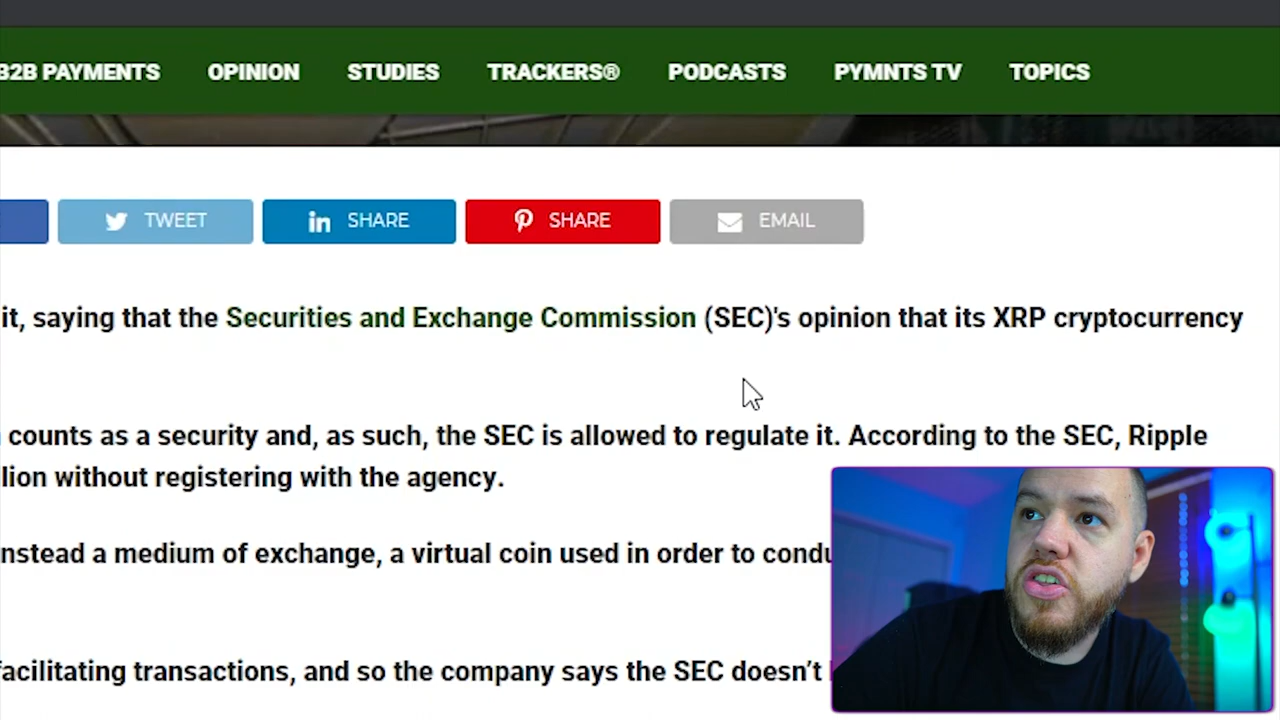 B2B PAYMENTS OPINION STUDIES TRACKERS® PODCASTS PYMNTS TV TOPICS
TWEET SHARE SHARE EMAIL
it, saying that the Securities and Exchange Commission (SEC)'s opinion that its XRP cryptocurrency
counts as a security and, as such, the SEC is allowed to regulate it. According to the SEC, Ripple
without registering with the agency.
a medium of exchange, a virtual coin used in order to
facilitating transactions, and so the company says the SEC doesn't